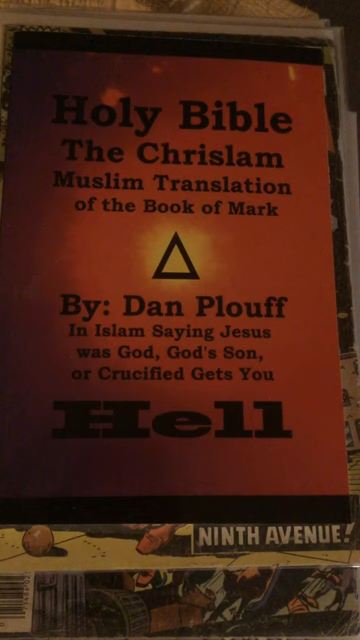 Holy Bible
The Chrislam
Muslim Translation
of the Book of Mark
By: Dan Plouff
In Islam Saying Jesus
was God, God's Son,
or Crucified Gets You
Hell
NINTH AVENUE!